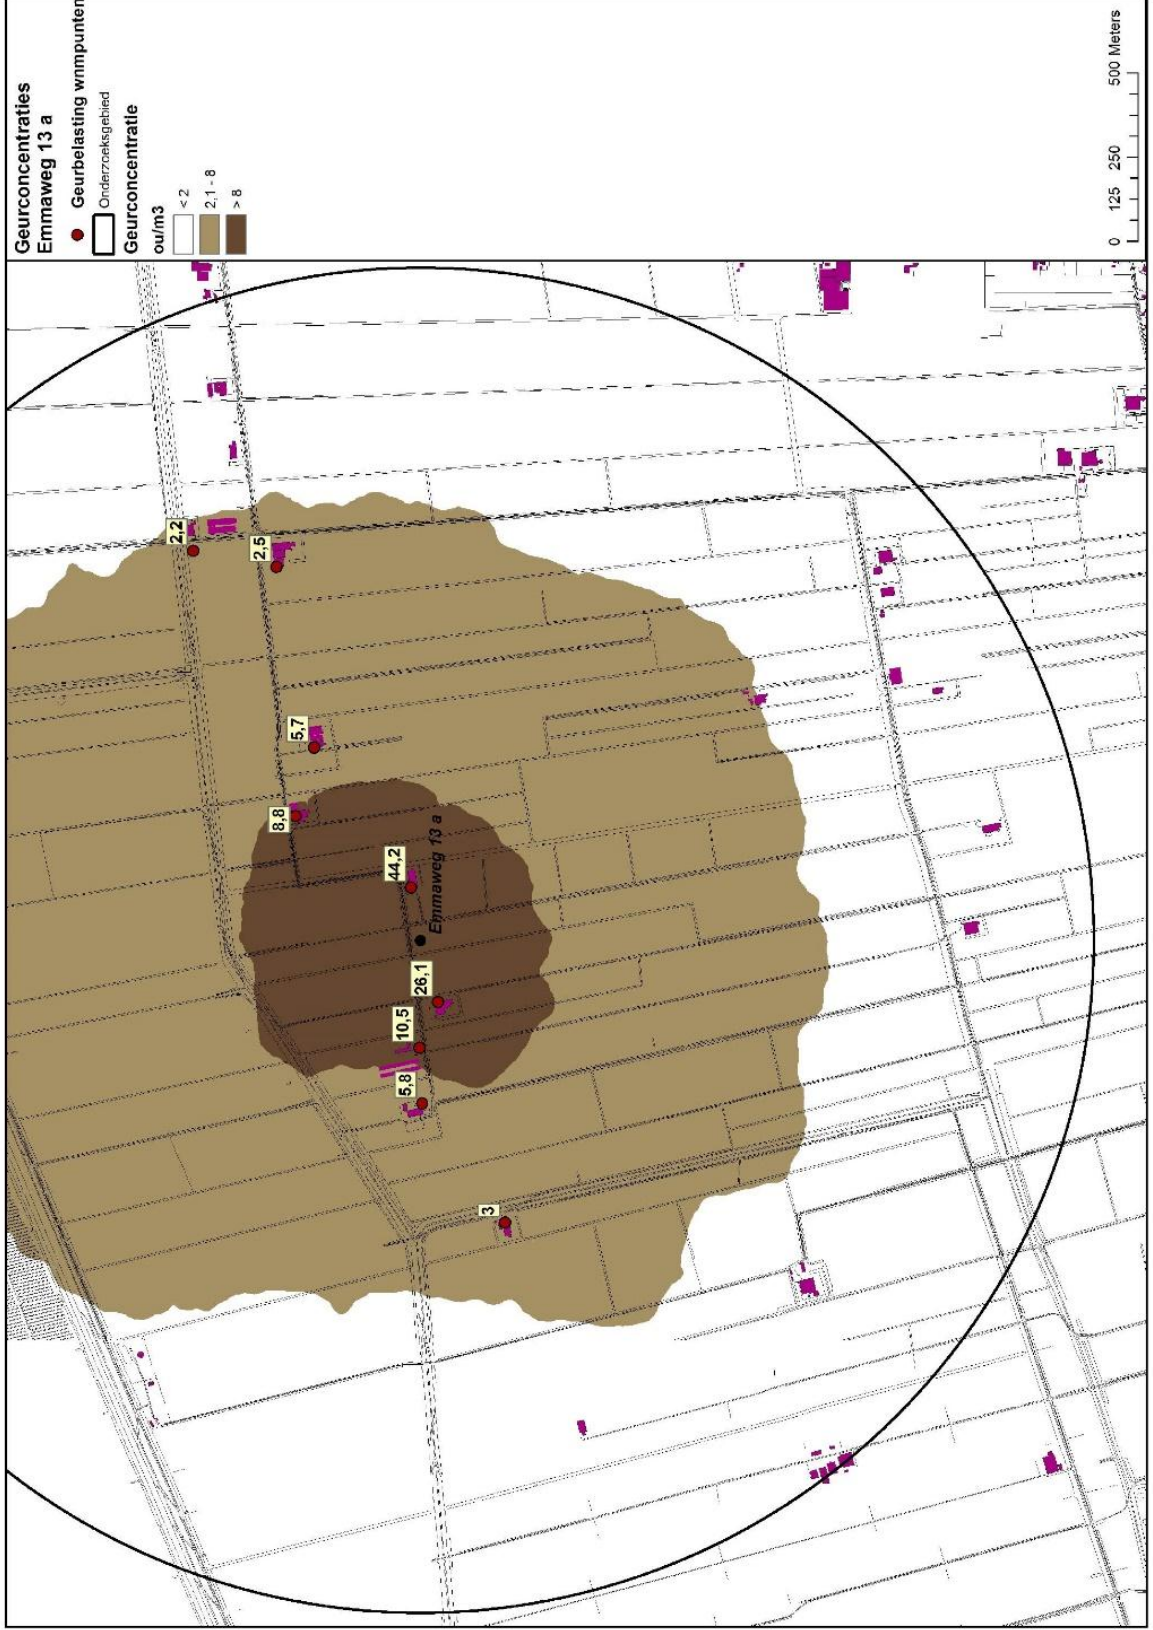 Geurconcentraties
Emmaweg 13 a
Geurbelasting wnmpunten
Onderzoeksgebied
Geurconcentratie
ou/m3
< 2
2,1 - 8
> 8
0 125 250 500 Meters
2,2
2,5
5,7
8,8
44,2
Emmaweg 13 a
26,1
10,5
5,8
3